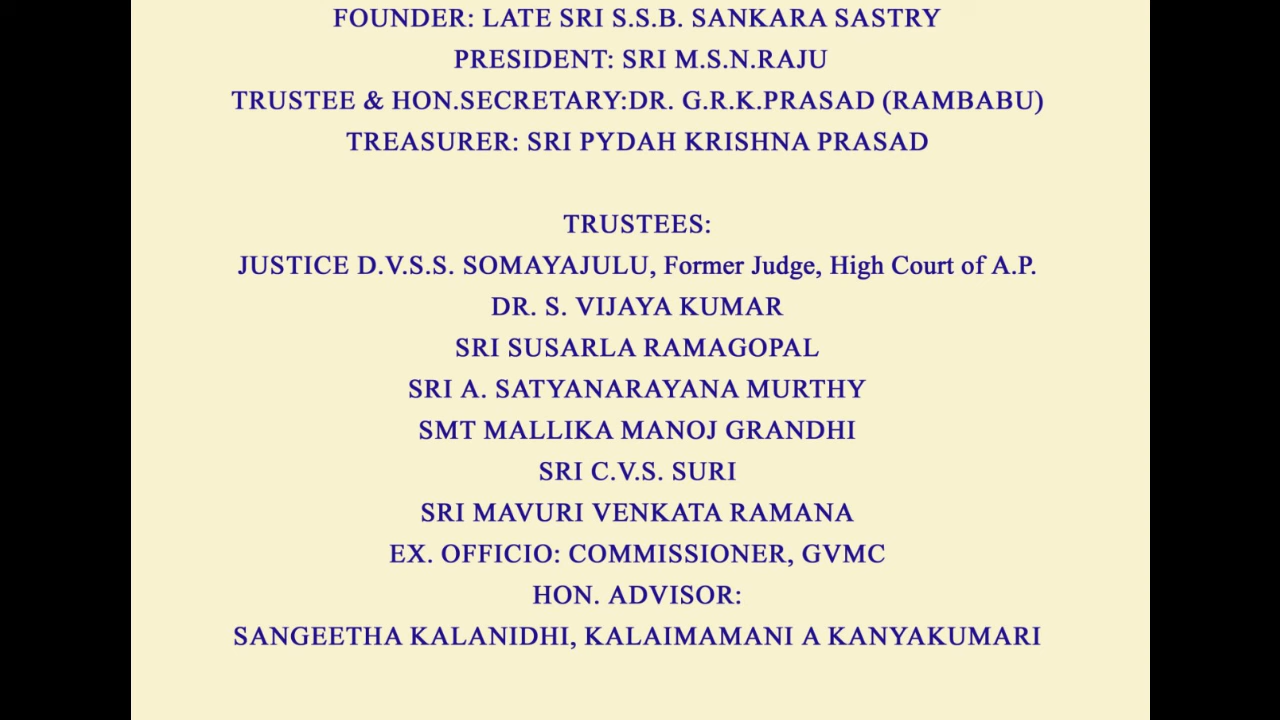 FOUNDER: LATE SRI S.S.B. SANKARA SASTRY
PRESIDENT: SRI M.S.N.RAJU
TRUSTEE & HON.SECRETARY:DR. G.R.K.PRASAD (RAMBABU)
TREASURER: SRI PYDAH KRISHNA PRASAD
TRUSTEES:
JUSTICE D.V.S.S. SOMAYAJULU, Former Judge, High Court of A.P.
DR. S. VIJAYA KUMAR
SRI SUSARLA RAMAGOPAL
SRI A. SATYANARAYANA MURTHY
SMT MALLIKA MANOJ GRANDHI
SRI C.V.S. SURI
SRI MAVURI VENKATA RAMANA
EX. OFFICIO: COMMISSIONER, GVMC
HON. ADVISOR:
SANGEETHA KALANIDHI, KALAIMAMANI A KANYAKUMARI